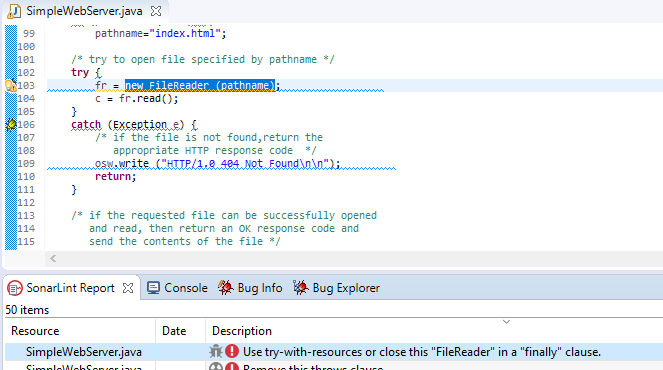 SimpleWebServer.java
99 pathname="index.html";
100
101 /* try to open file specified by pathname */
102 try {
103 fr = new FileReader (pathname);
104 c = fr.read();
105 }
106 catch (Exception e) {
107 /* if the file is not found,return the
108 appropriate HTTP response code */
109 osw.write ("HTTP/1.0 404 Not Found\n\n");
110 return;
111 }
112
113 /* if the requested file can be successfully opened
114 and read, then return an OK response code and
115 send the contents of the file */
SonarLint Report Console Bug Info Bug Explorer
50 items
Resource Date Description
SimpleWebServer.java Use try-with-resources or close this "FileReader" in a "finally" clause.
SimpleWebServer.java Remove this throws clause